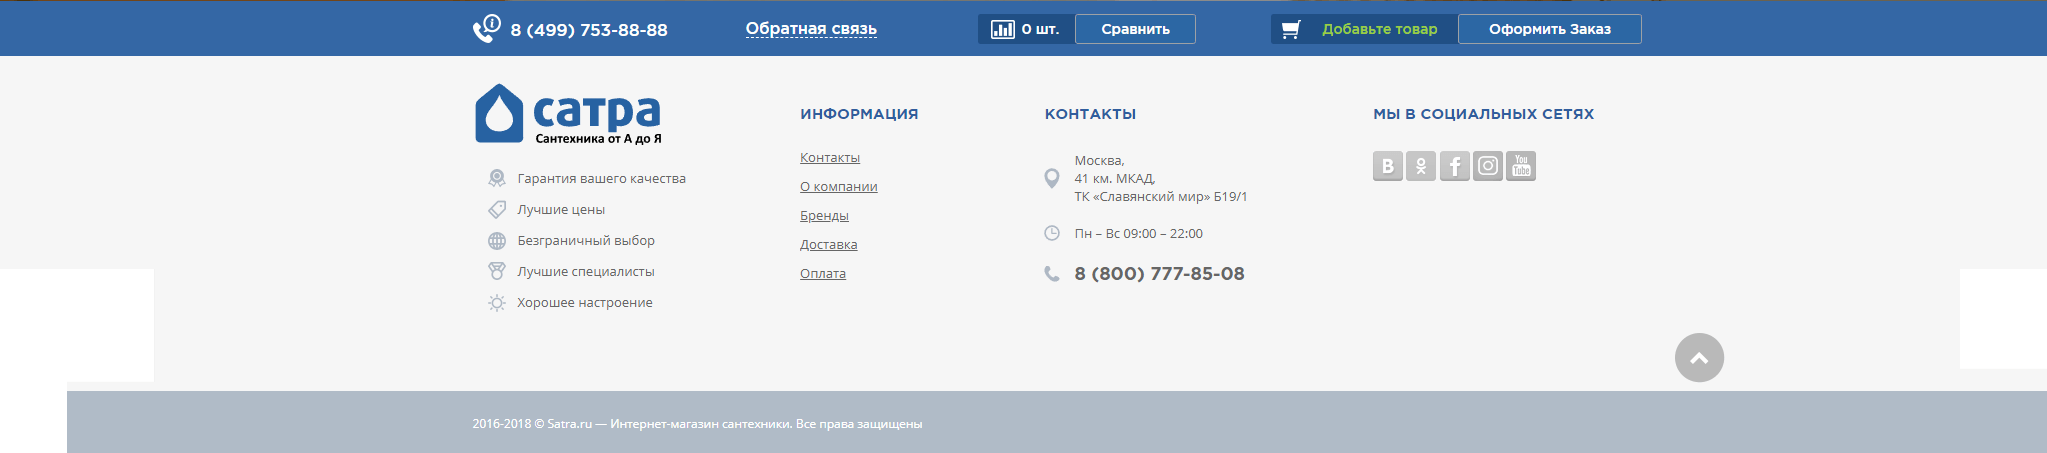 8 (499) 753-88-88
Обратная связь
0 шт.
Сравнить
Добавьте товар
Оформить Заказ
сатра
Сантехника от А до Я
Гарантия вашего качества
Лучшие цены
Безграничный выбор
Лучшие специалисты
Хорошее настроение
ИНФОРМАЦИЯ
Контакты
О компании
Бренды
Доставка
Оплата
КОНТАКТЫ
Москва,
41 км. МКАД,
ТК «Славянский мир» Б19/1
Пн – Вс 09:00 – 22:00
8 (800) 777-85-08
МЫ В СОЦИАЛЬНЫХ СЕТЯХ
You
Tube
2016-2018 © Satra.ru — Интернет-магазин сантехники. Все права защищены